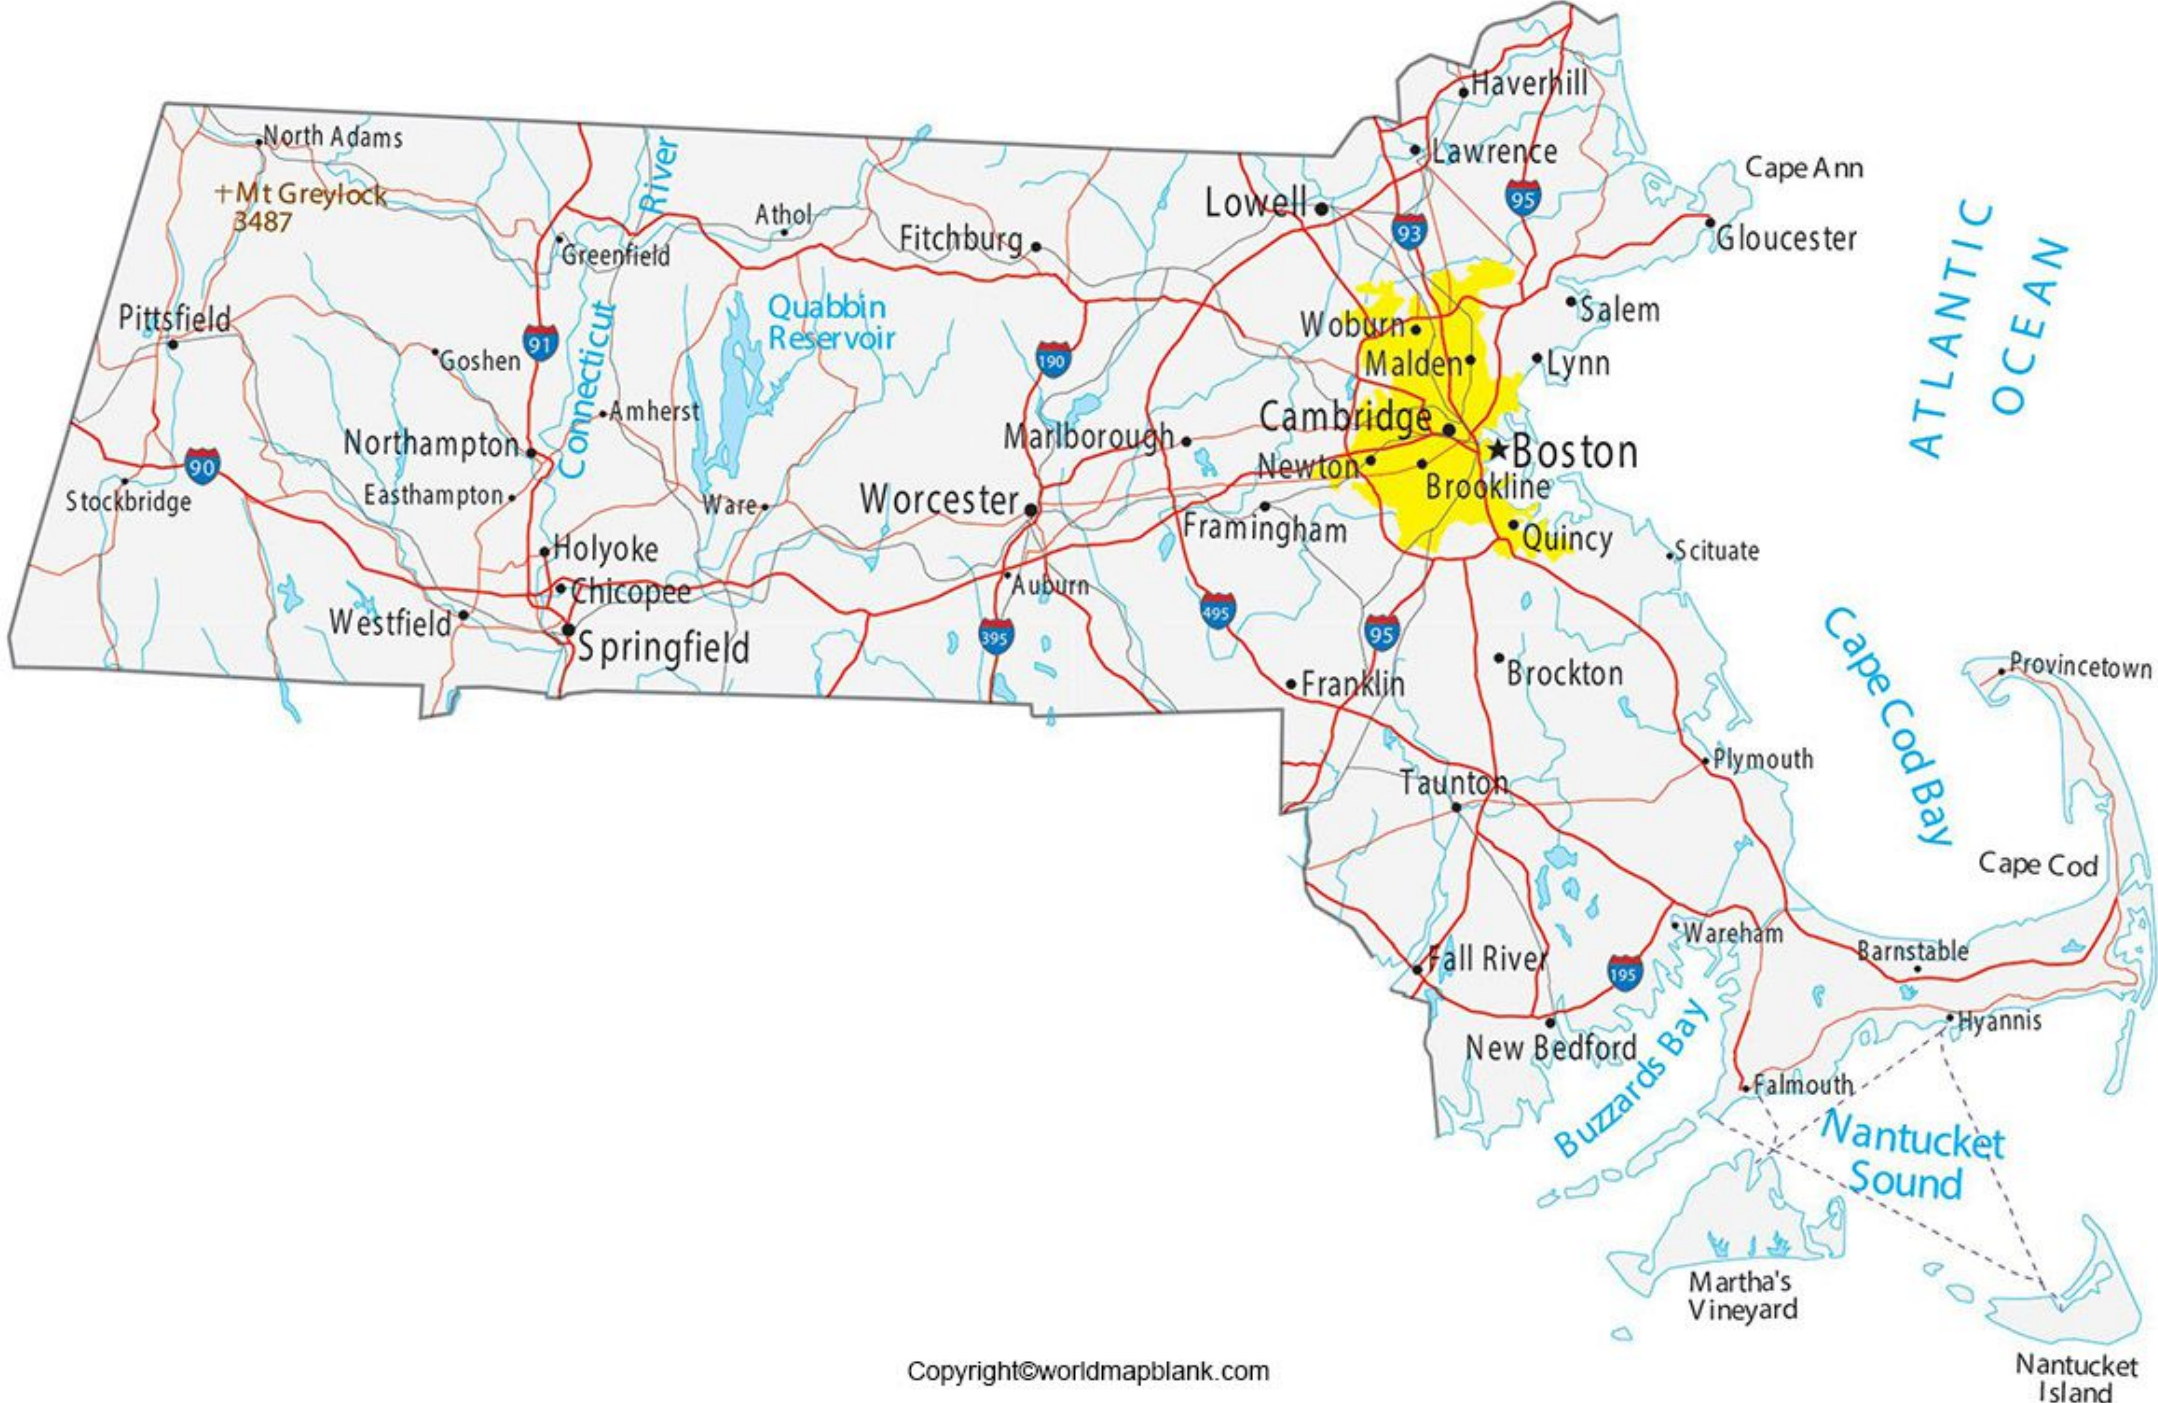 Haverhill
North Adams
Lawrence
Cape Ann
+Mt Greylock
3487
River
Lowell
95
Athol
93
Fitchburg
Gloucester
Greenfield
ATLANTIC
OCEAN
Quabbin
Reservoir
Pittsfield
Salem
Woburn
91
190
Goshen
Malden
Lynn
Connecticut
Amherst
Cambridge
Marlborough
Northampton
Boston
90
Newton
Brookline
Stockbridge
Easthampton
Ware
Worcester
Framingham
Quincy
Holyoke
Scituate
Chicopee
Auburn
495
Westfield
395
95
Springfield
Cape Cod Bay
Franklin
Brockton
Provincetown
Plymouth
Taunton
Cape Cod
Wareham
Fall River
Barnstable
195
New Bedford
Hyannis
Buzzards Bay
Falmouth
Nantucket
Sound
Martha's
Vineyard
Nantucket
Island
Copyright©worldmapblank.com